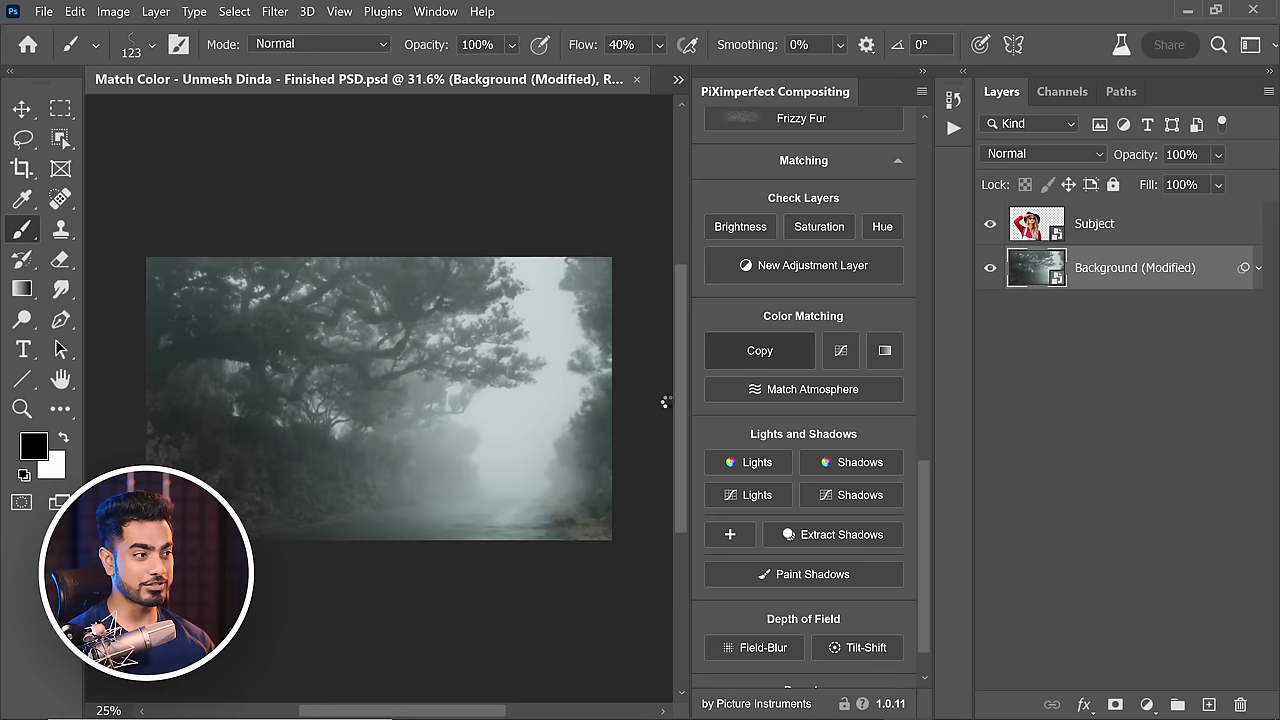 Ps File Edit Image Layer Type Select Filter 3D View Plugins Window Help
123 Mode: Normal Opacity: 100% Flow: 40% Smoothing: 0% 0° Share
Match Color - Unmesh Dinda - Finished PSD.psd @ 31.6% (Background (Modified), R... ×
PiXimperfect Compositing
Frizzy Fur
Matching
Check Layers
Brightness Saturation Hue
New Adjustment Layer
Color Matching
Copy
Match Atmosphere
Lights and Shadows
Lights Shadows
Lights Shadows
+ Extract Shadows
Paint Shadows
Depth of Field
Field-Blur Tilt-Shift
by Picture Instruments 1.0.11
Layers Channels Paths
Kind
Normal Opacity: 100%
Lock: Fill: 100%
Subject
Background (Modified)
fx
25%